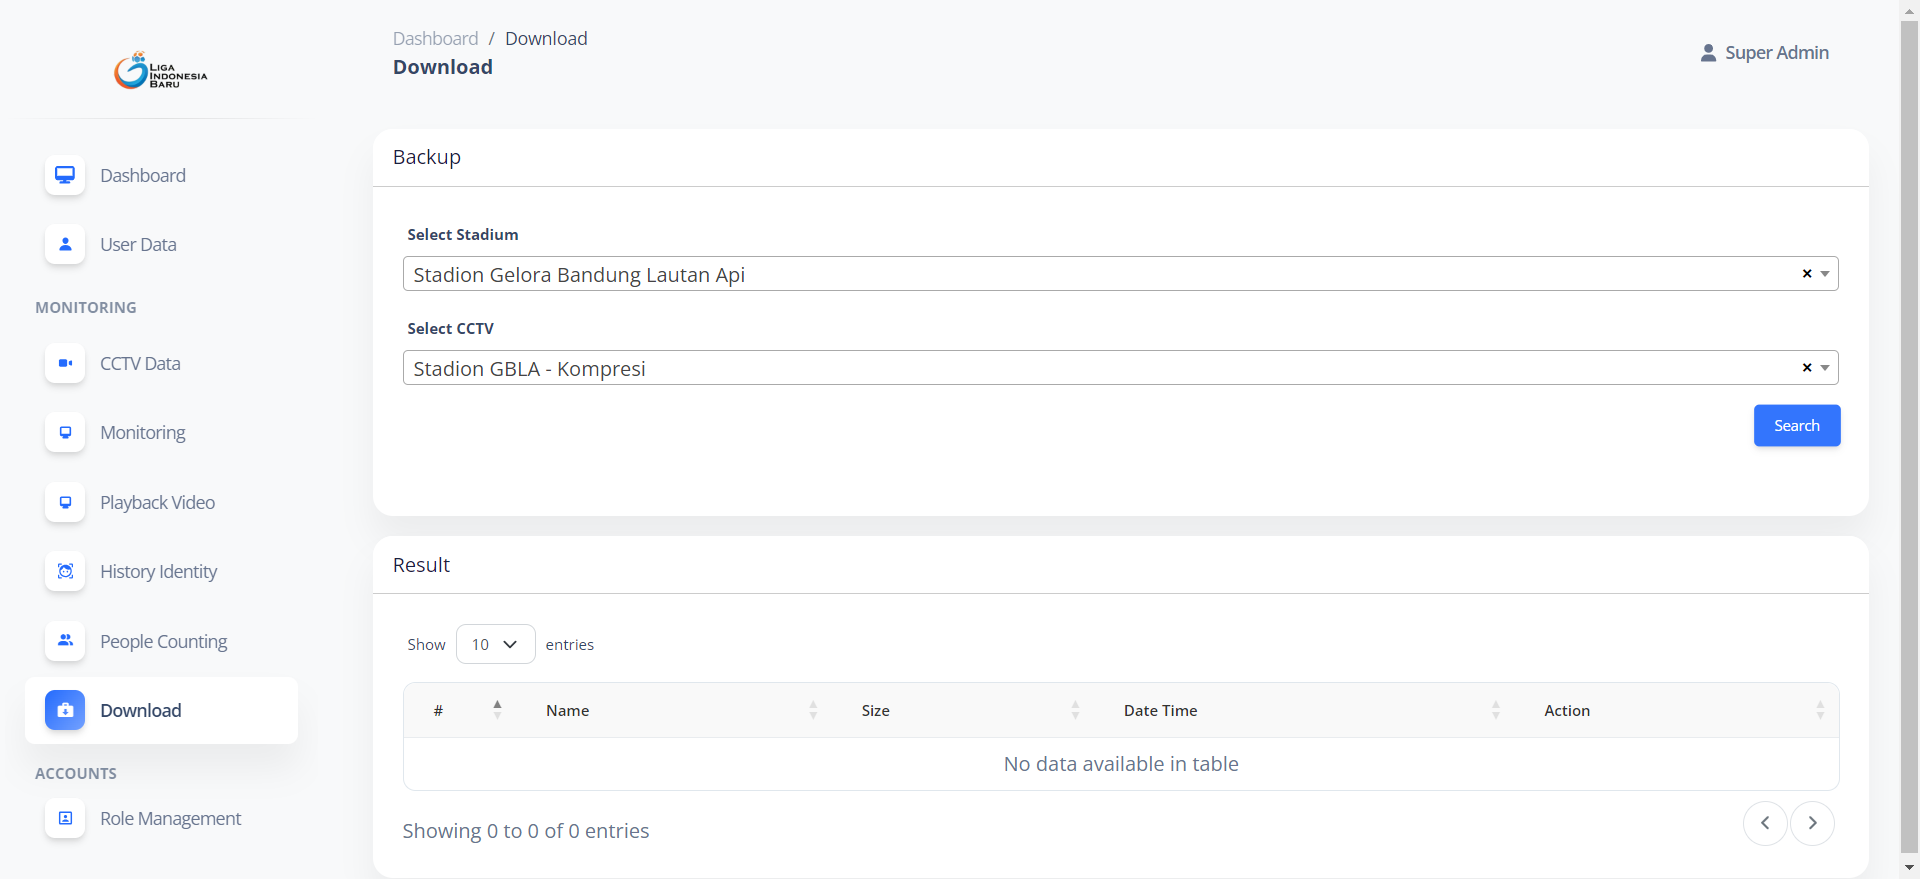 LIGA
INDONESIA
BARU
Dashboard
User Data
MONITORING
CCTV Data
Monitoring
Playback Video
History Identity
People Counting
Download
ACCOUNTS
Role Management
Dashboard / Download
Download
Super Admin
Backup
Select Stadium
Stadion Gelora Bandung Lautan Api × 
Select CCTV
Stadion GBLA - Kompresi ×
Search
Result
Show 10 entries
# Name Size Date Time Action
No data available in table
Showing 0 to 0 of 0 entries